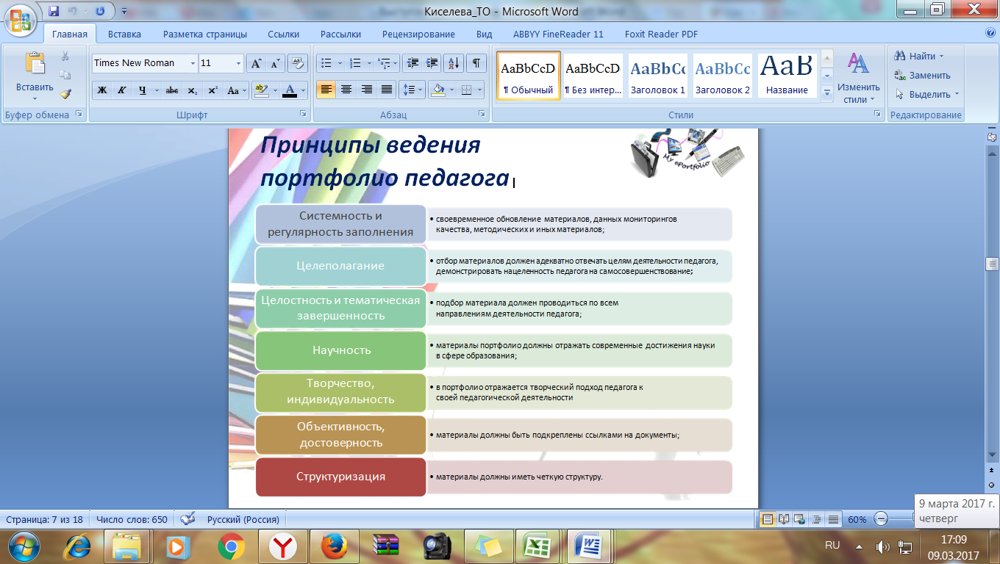 Киселева_ТО - Microsoft Word
Главная Вставка Разметка страницы Ссылки Рассылки Рецензирование Вид ABBYY FineReader 11 Foxit Reader PDF
Вставить
Буфер обмена
Times New Roman 11
Ж К Ч abc x₂ x² Aa A
Шрифт
Абзац
AaBbCcD AaBbCcD AaBbCc AaBbCc AaB
¶ Обычный ¶ Без интер... Заголовок 1 Заголовок 2 Название
Изменить стили
Стили
Найти
Заменить
Выделить
Редактирование
Принципы ведения
портфолио педагога
My ePortfolio
Системность и
регулярность заполнения
• своевременное обновление материалов, данных мониторингов
качества, методических и иных материалов;
Целеполагание
• отбор материалов должен адекватно отвечать целям деятельности педагога,
демонстрировать нацеленность педагога на самосовершенствование;
Целостность и тематическая
завершенность
• подбор материала должен проводиться по всем
направлениям деятельности педагога;
Научность
• материалы портфолио должны отражать современные достижения науки
в сфере образования;
Творчество,
индивидуальность
• в портфолио отражается творческий подход педагога к
своей педагогической деятельности
Объективность,
достоверность
• материалы должны быть подкреплены ссылками на документы;
Структуризация
• материалы должны иметь четкую структуру.
Страница: 7 из 18 Число слов: 650 Русский (Россия) 60%
9 марта 2017 г.
четверг
RU
17:09
09.03.2017